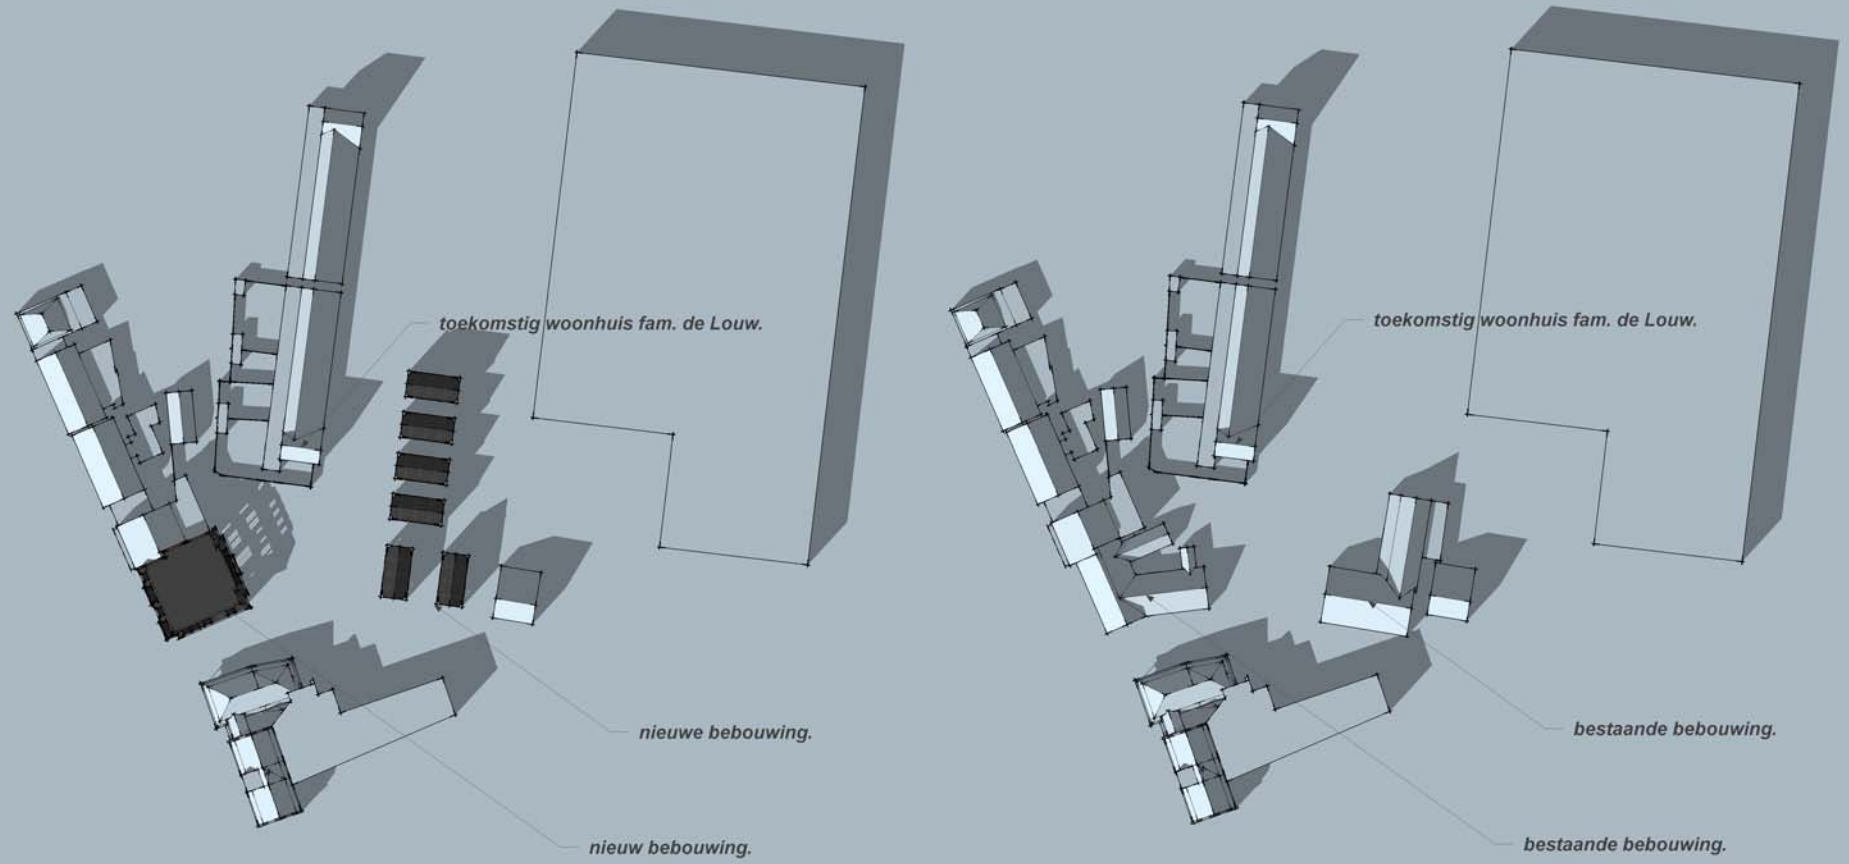 toekomstig woonhuis fam. de Louw.
nieuwe bebouwing.
nieuw bebouwing.
toekomstig woonhuis fam. de Louw.
bestaande bebouwing.
bestaande bebouwing.